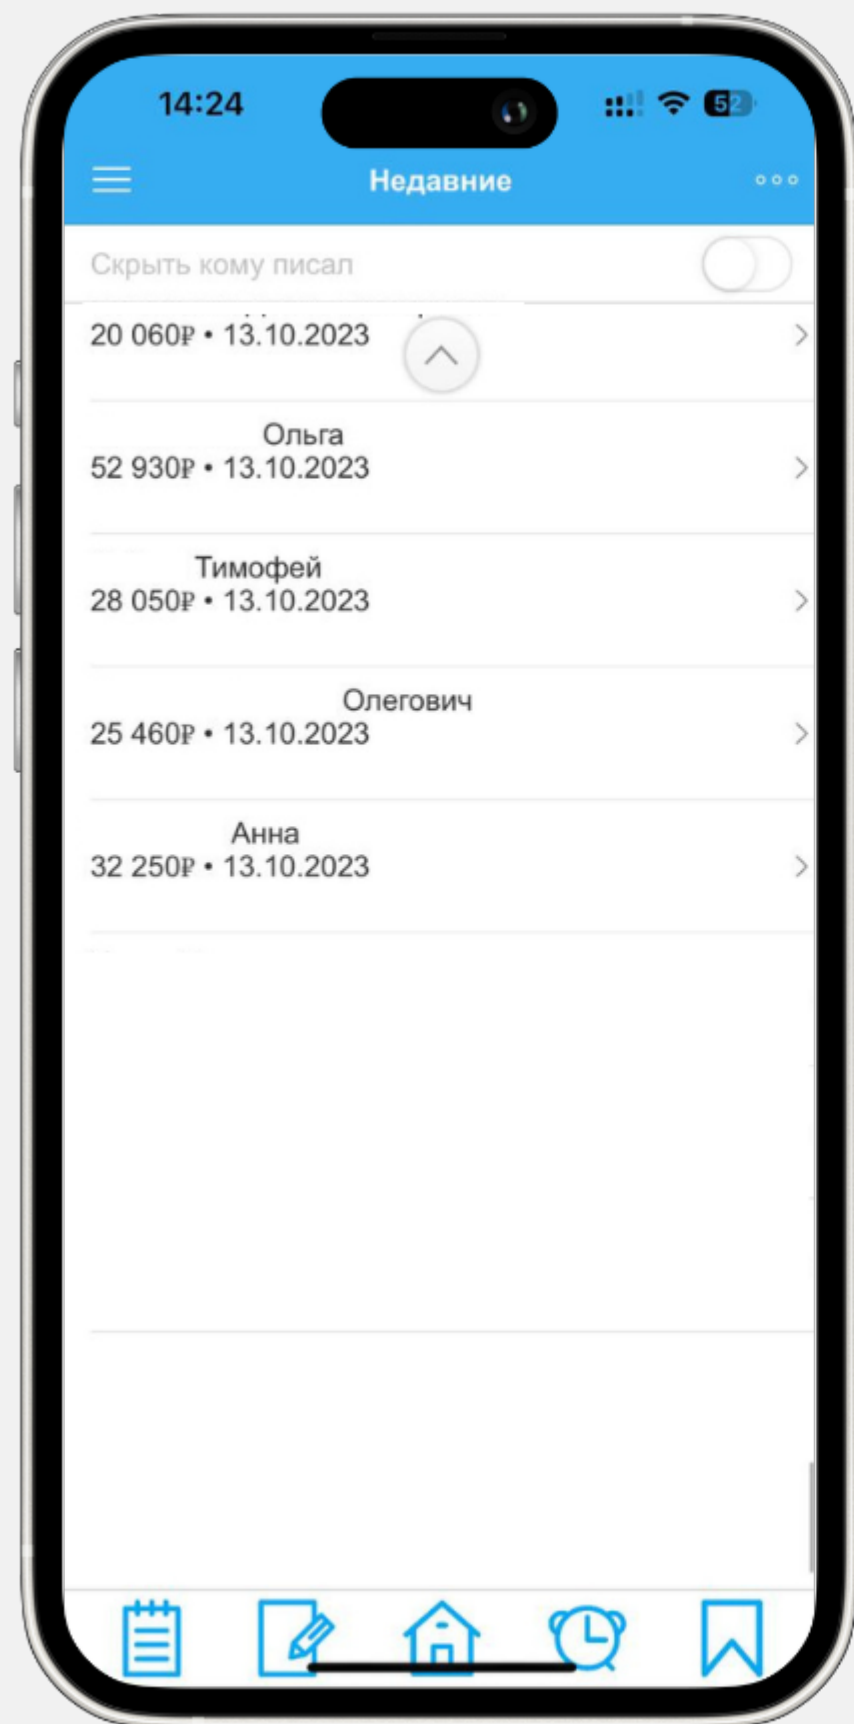 14:24
52
Недавние
Скрыть кому писал
20 060₽ • 13.10.2023
Ольга
52 930₽ • 13.10.2023
Тимофей
28 050₽ • 13.10.2023
Олегович
25 460₽ • 13.10.2023
Анна
32 250₽ • 13.10.2023